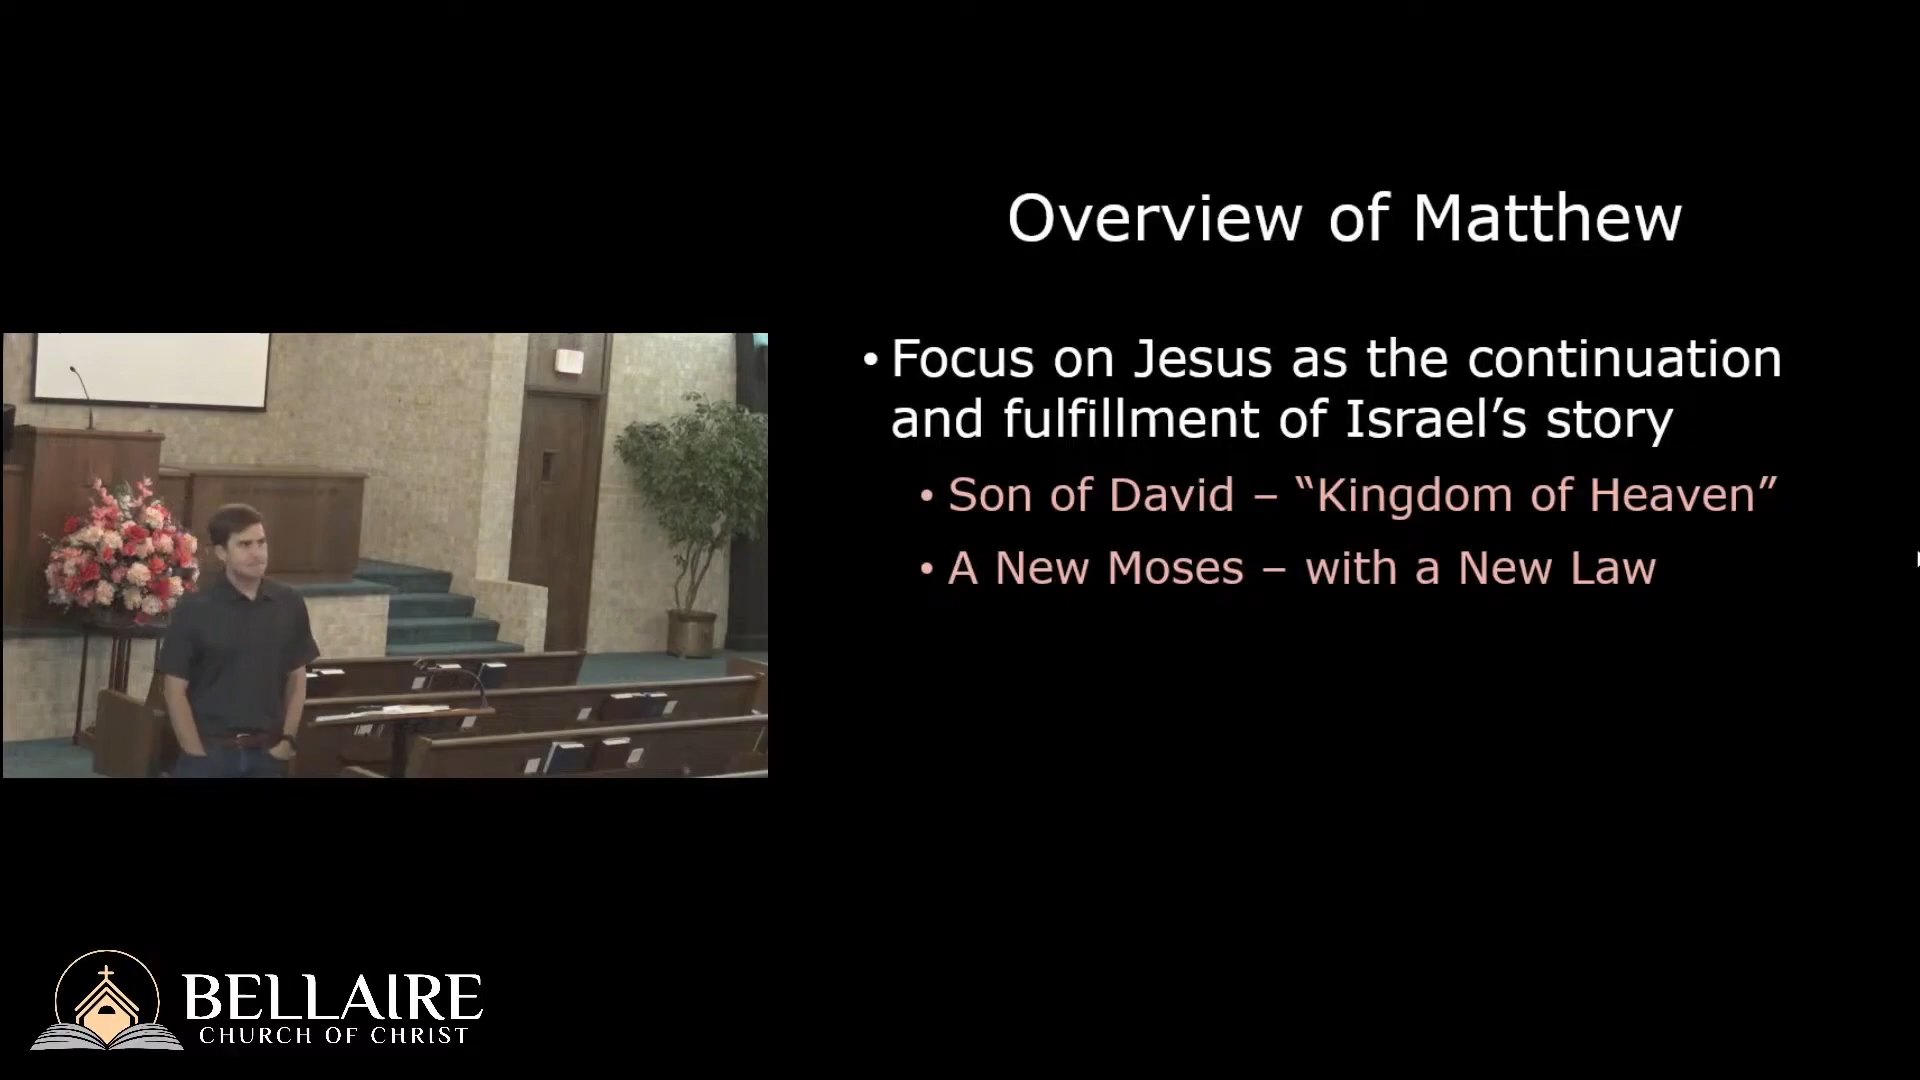 Overview of Matthew
• Focus on Jesus as the continuation
and fulfillment of Israel’s story
• Son of David – “Kingdom of Heaven”
• A New Moses – with a New Law
BELLAIRE
CHURCH OF CHRIST